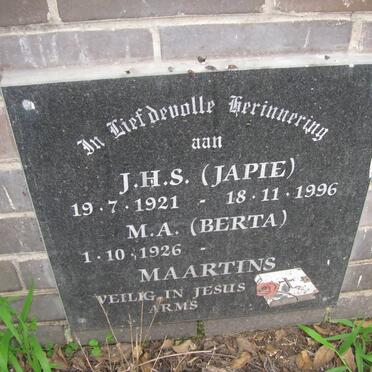 In Liefdevolle Herinnering
aan
J.H.S. (JAPIE)
19·7·1921 - 18·11·1996
M.A. (BERTA)
1·10·1926 -
MAARTINS
VEILIG IN JESUS
ARMS